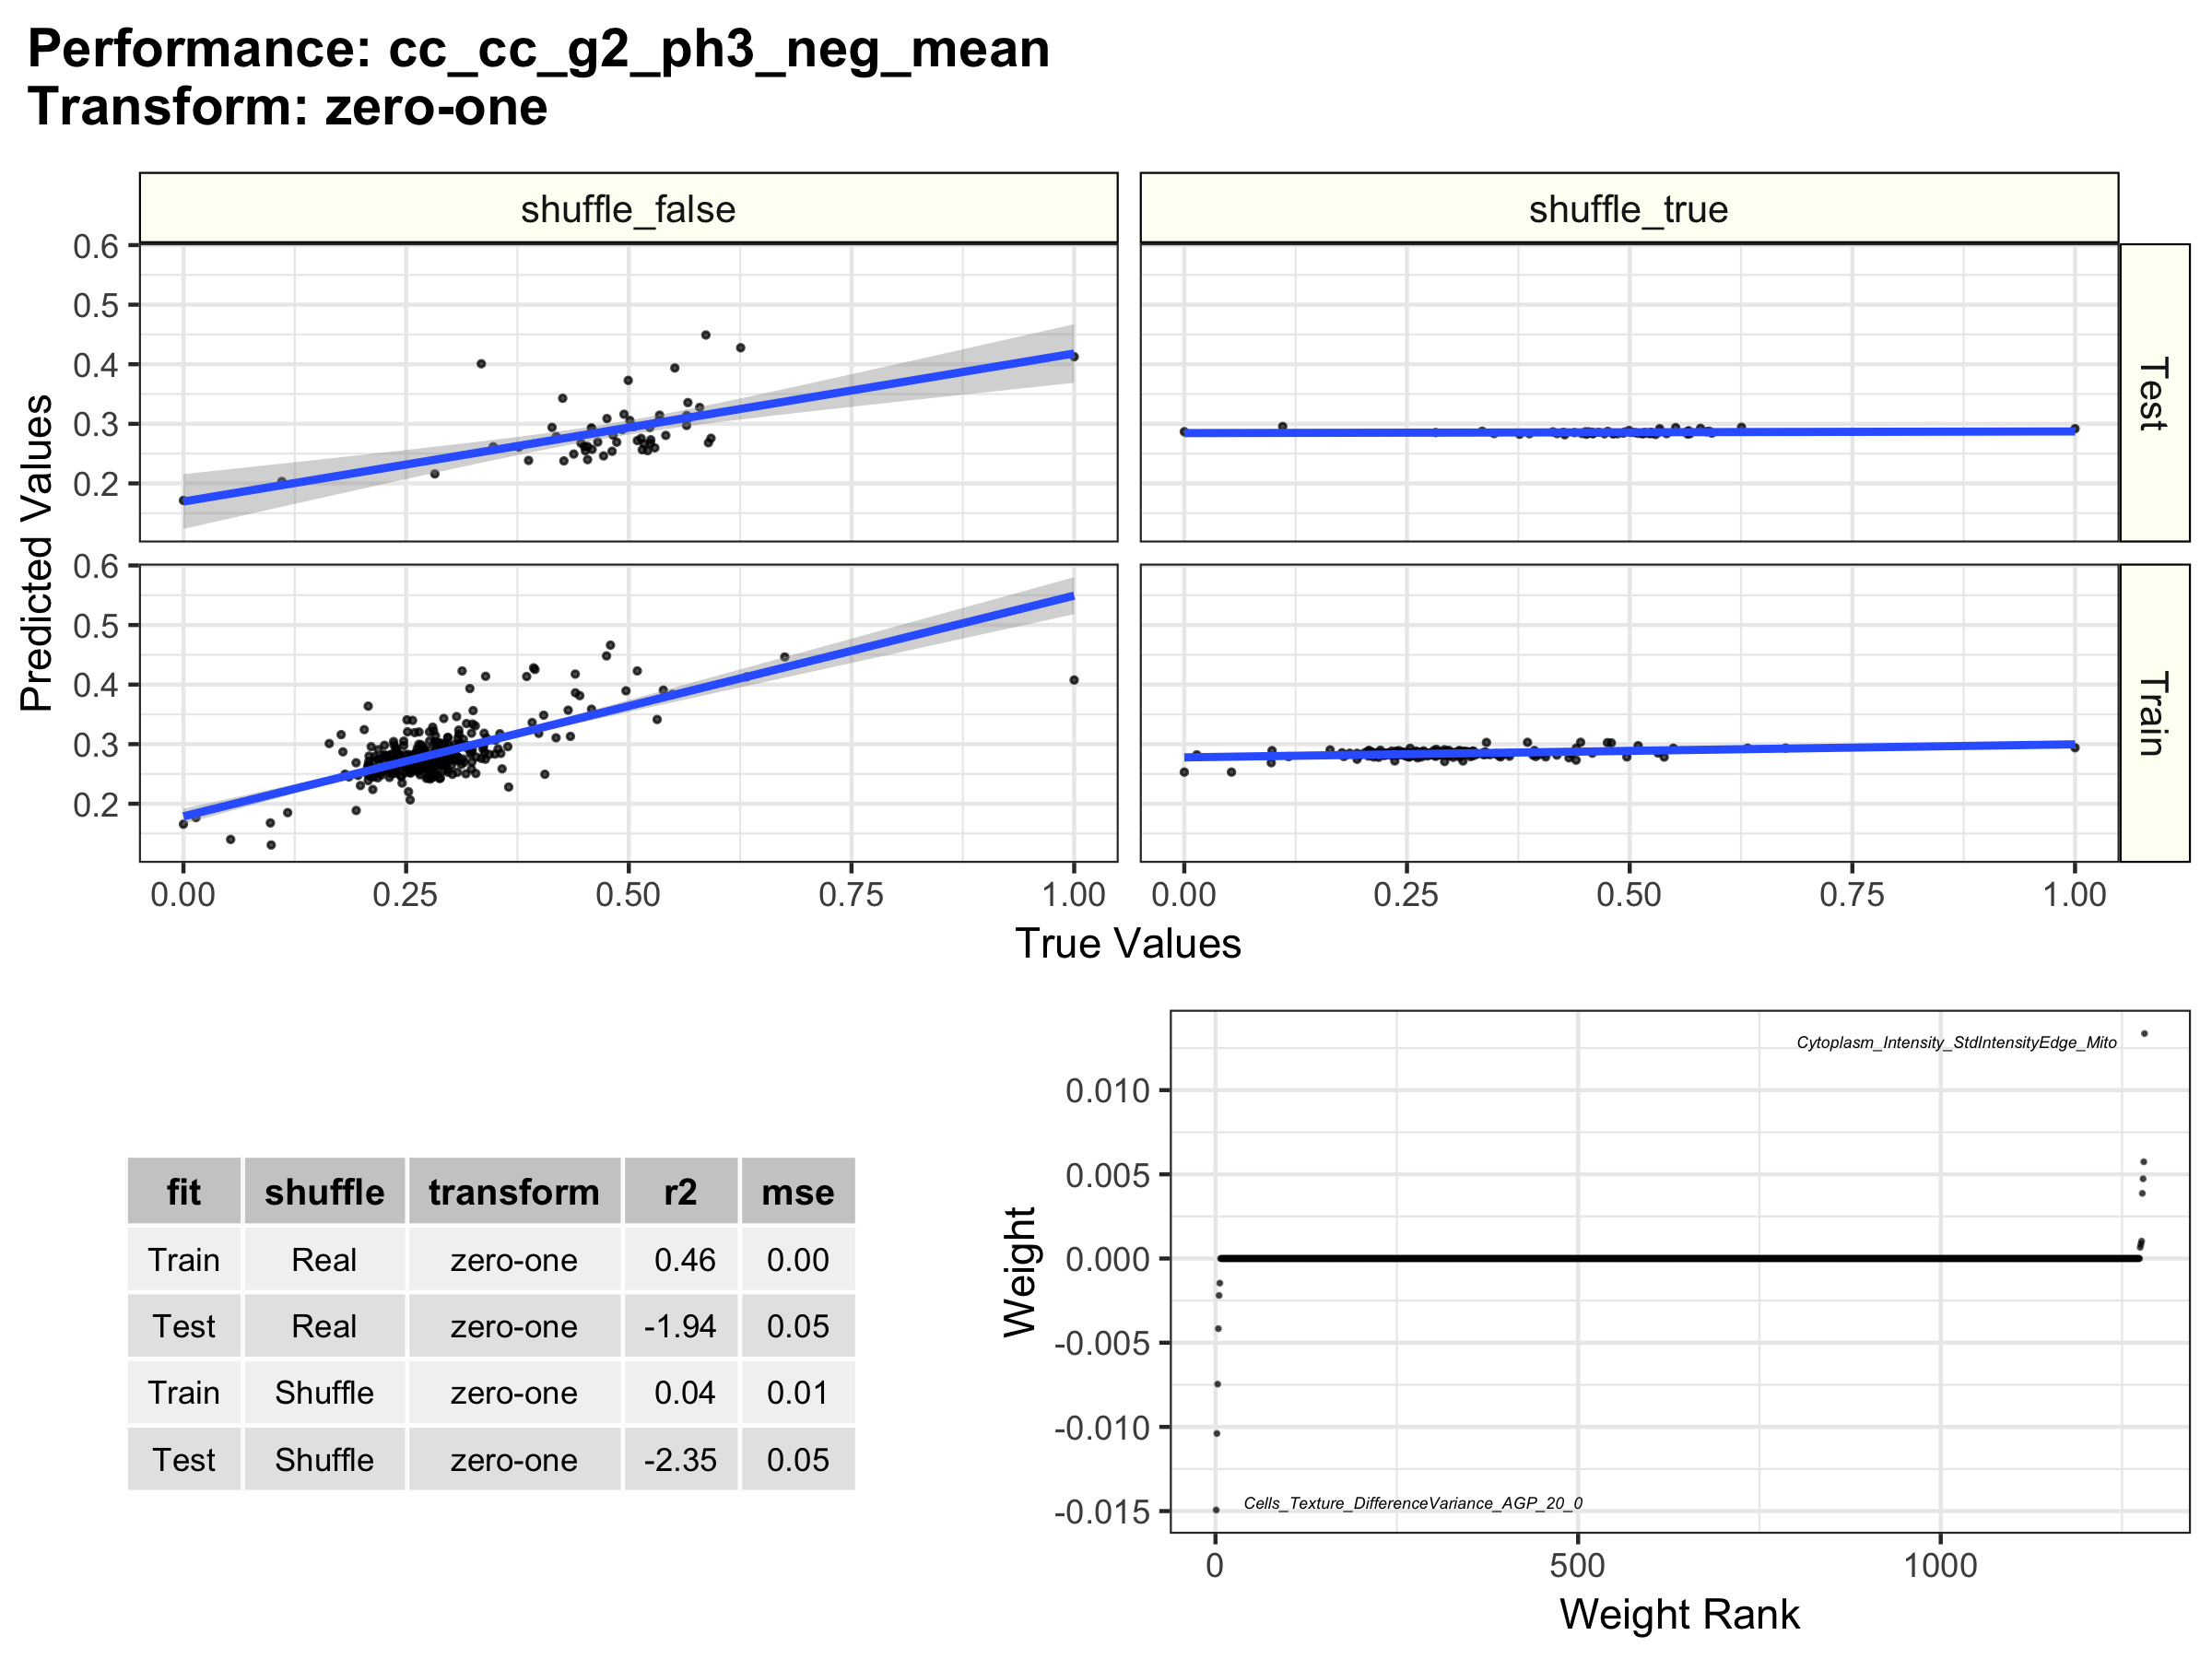 Performance: cc_cc_g2_ph3_neg_mean
Transform: zero-one
shuffle_false
shuffle_true
0.6
0.5
0.4
0.3
0.2
Test
0.6
0.5
0.4
0.3
0.2
Train
Predicted Values
0.00 0.25 0.50 0.75 1.00
0.00 0.25 0.50 0.75 1.00
True Values
fit shuffle transform r2 mse
Train Real zero-one 0.46 0.00
Test Real zero-one -1.94 0.05
Train Shuffle zero-one 0.04 0.01
Test Shuffle zero-one -2.35 0.05
Cytoplasm_Intensity_StdIntensityEdge_Mito
0.010
0.005
0.000
-0.005
-0.010
-0.015
Weight
Cells_Texture_DifferenceVariance_AGP_20_0
0 500 1000
Weight Rank